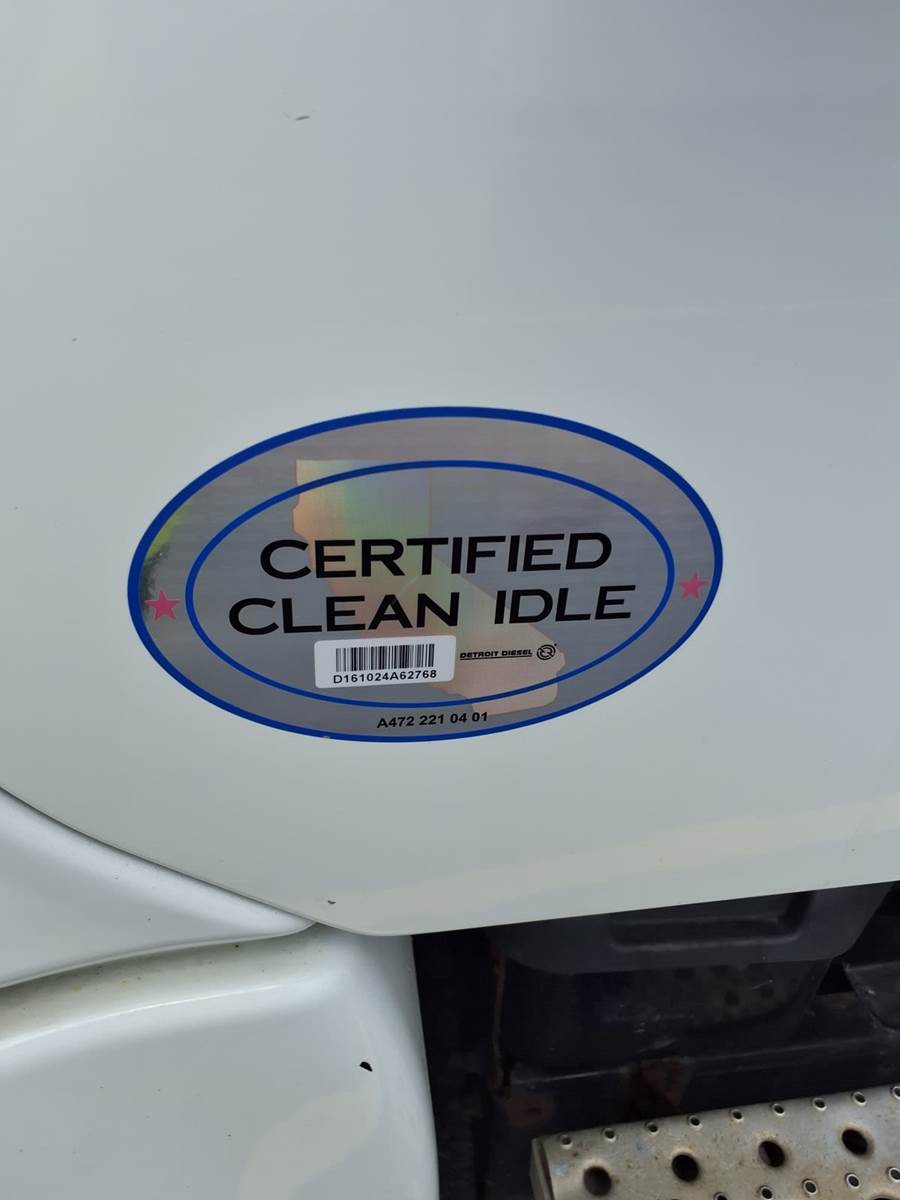 CERTIFIED
CLEAN IDLE
DETROIT DIESEL
D161024A62768
A472 221 04 01